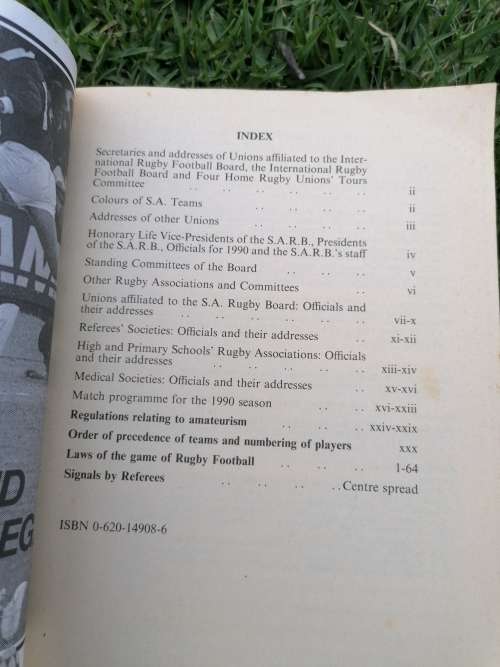 INDEX
Secretaries and addresses of Unions affiliated to the Inter-
national Rugby Football Board, the International Rugby
Football Board and Four Home Rugby Unions' Tours
Committee .. .. .. .. .. .. ii
Colours of S.A. Teams .. .. .. .. ii
Addresses of other Unions .. .. .. .. iii
Honorary Life Vice-Presidents of the S.A.R.B., Presidents
of the S.A.R.B., Officials for 1990 and the S.A.R.B.'s staff iv
Standing Committees of the Board .. .. .. v
Other Rugby Associations and Committees .. vi
Unions affiliated to the S.A. Rugby Board: Officials and
their addresses .. .. .. .. .. .. vii-x
Referees' Societies: Officials and their addresses .. xi-xii
High and Primary Schools' Rugby Associations: Officials
and their addresses .. .. .. .. .. xiii-xiv
Medical Societies: Officials and their addresses .. xv-xvi
Match programme for the 1990 season .. .. xvi-xxiii
Regulations relating to amateurism .. .. .. xxiv-xxix
Order of precedence of teams and numbering of players xxx
Laws of the game of Rugby Football .. .. .. 1-64
Signals by Referees .. .. .. .. ..Centre spread
ISBN 0-620-14908-6